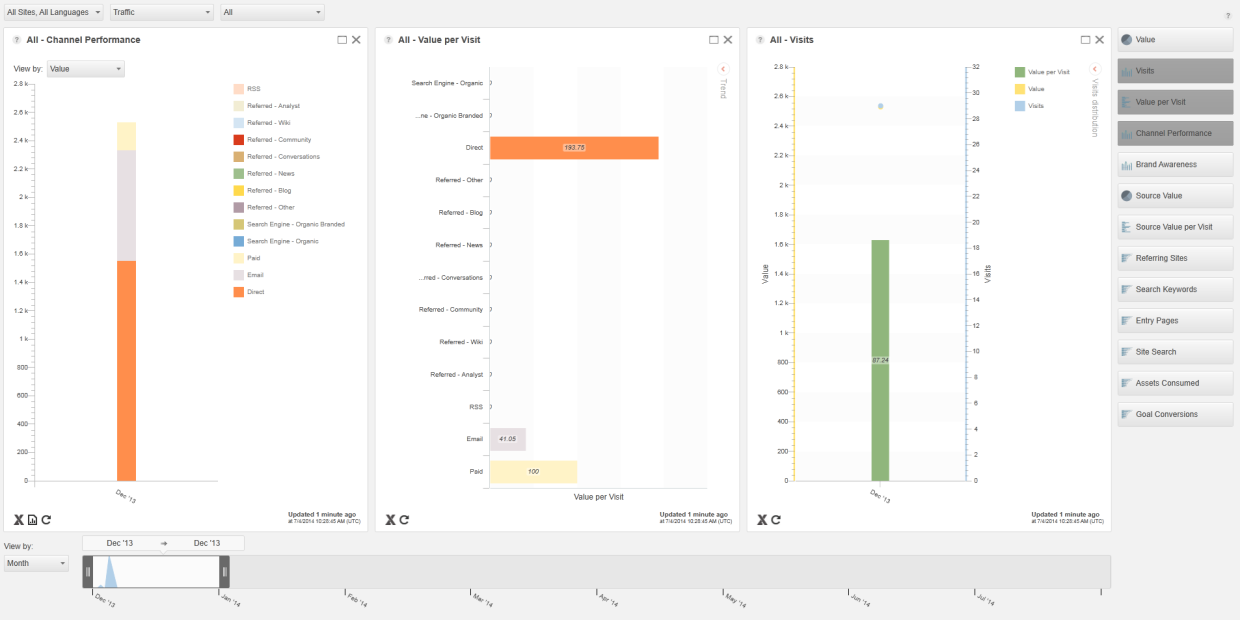 All Sites, All Languages
Traffic
All
?
? All - Channel Performance
View by: Value
2.8 k
2.6 k
2.4 k
2.2 k
2 k
1.8 k
1.6 k
1.4 k
1.2 k
1 k
800
600
400
200
0
Dec '13
RSS
Referred - Analyst
Referred - Wiki
Referred - Community
Referred - Conversations
Referred - News
Referred - Blog
Referred - Other
Search Engine - Organic Branded
Search Engine - Organic
Paid
Email
Direct
Updated 1 minute ago
at 7/4/2014 10:28:45 AM (UTC)
? All - Value per Visit
Trend
Search Engine - Organic 0
...ne - Organic Branded 0
Direct 193.75
Referred - Other 0
Referred - Blog 0
Referred - News 0
...rred - Conversations 0
Referred - Community 0
Referred - Wiki 0
Referred - Analyst 0
RSS 0
Email 41.05
Paid 100
Value per Visit
Updated 1 minute ago
at 7/4/2014 10:28:45 AM (UTC)
? All - Visits
2.8 k
2.6 k
2.4 k
2.2 k
2 k
1.8 k
1.6 k
1.4 k
1.2 k
1 k
800
600
400
200
0
Value
87.24
Dec '13
32
30
28
26
24
22
20
18
16
14
12
10
8
6
4
2
0
Visits
Value per Visit
Value
Visits
Visits distribution
Updated 1 minute ago
at 7/4/2014 10:28:45 AM (UTC)
Value
Visits
Value per Visit
Channel Performance
Brand Awareness
Source Value
Source Value per Visit
Referring Sites
Search Keywords
Entry Pages
Site Search
Assets Consumed
Goal Conversions
View by:
Month
Dec '13 → Dec '13
Dec '13
Jan '14
Feb '14
Mar '14
Apr '14
May '14
Jun '14
Jul '14